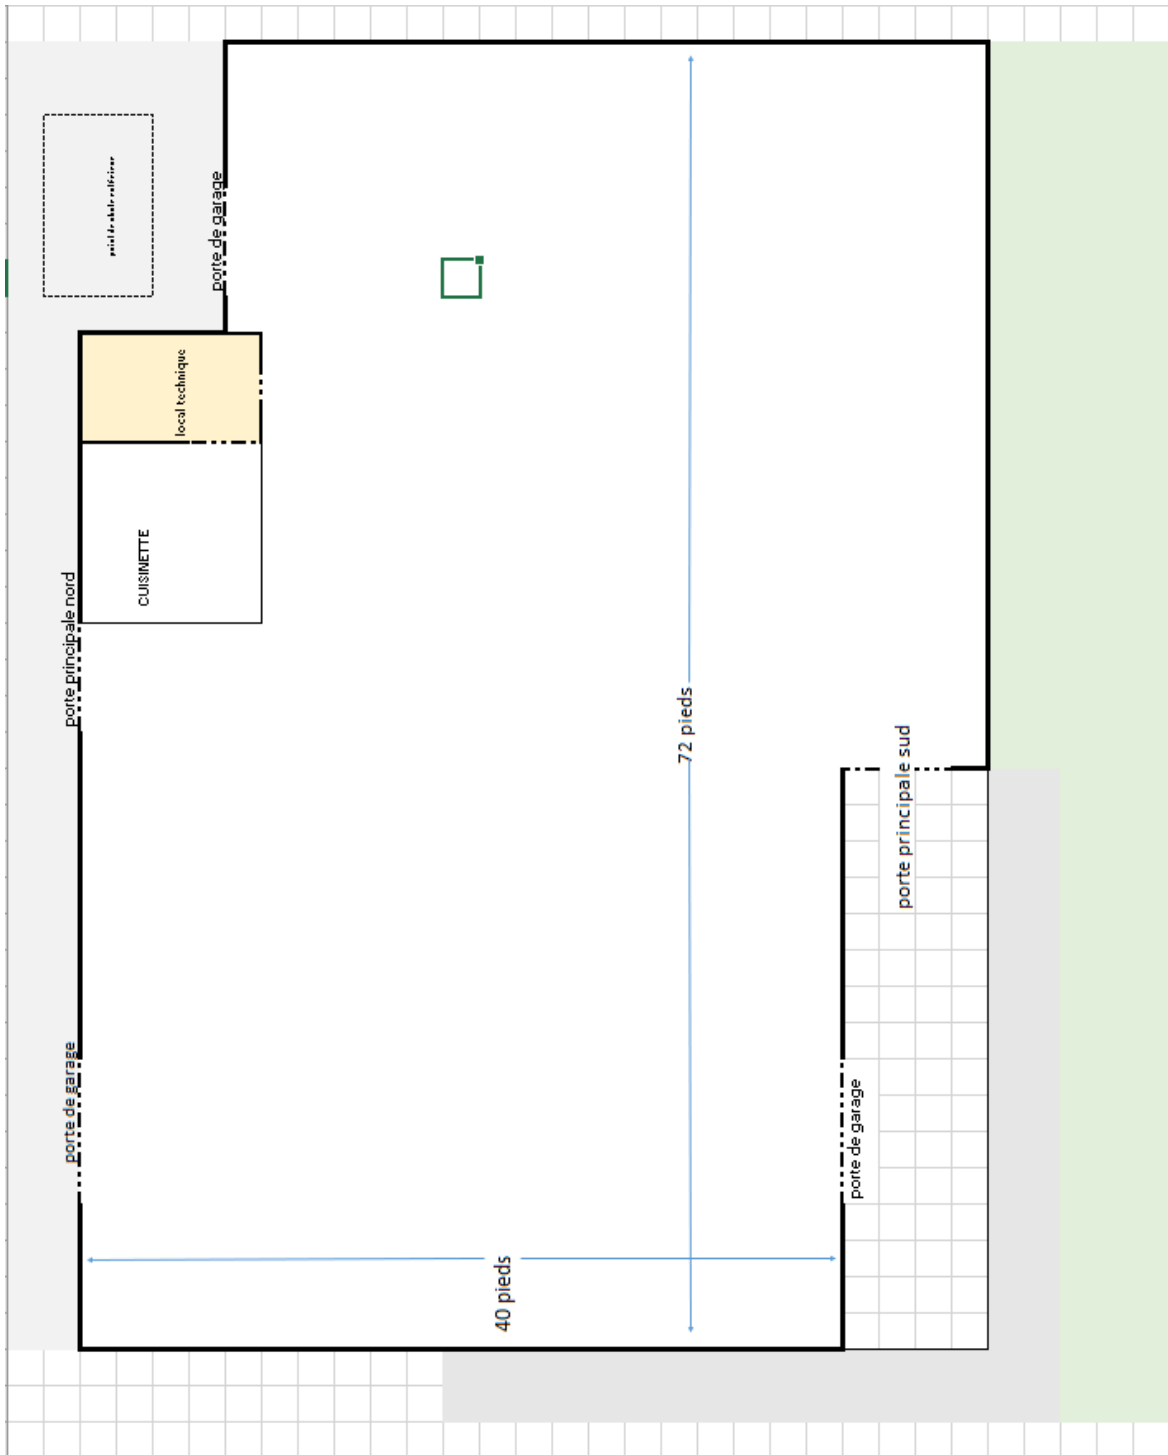 porte de garage
local technique
CUISINETTE
porte principale nord
72 pieds
porte principale sud
porte de garage
porte de garage
40 pieds